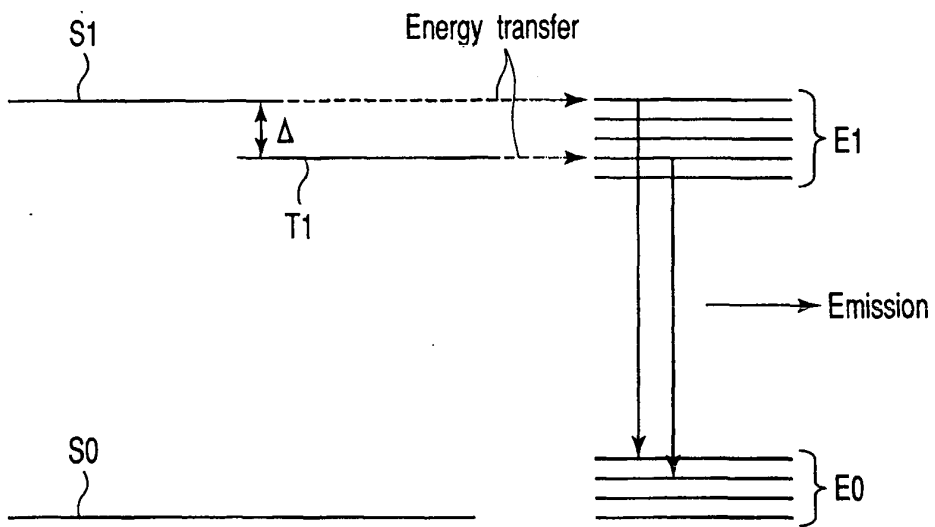 S1
Energy transfer
Δ
E1
T1
Emission
S0
E0